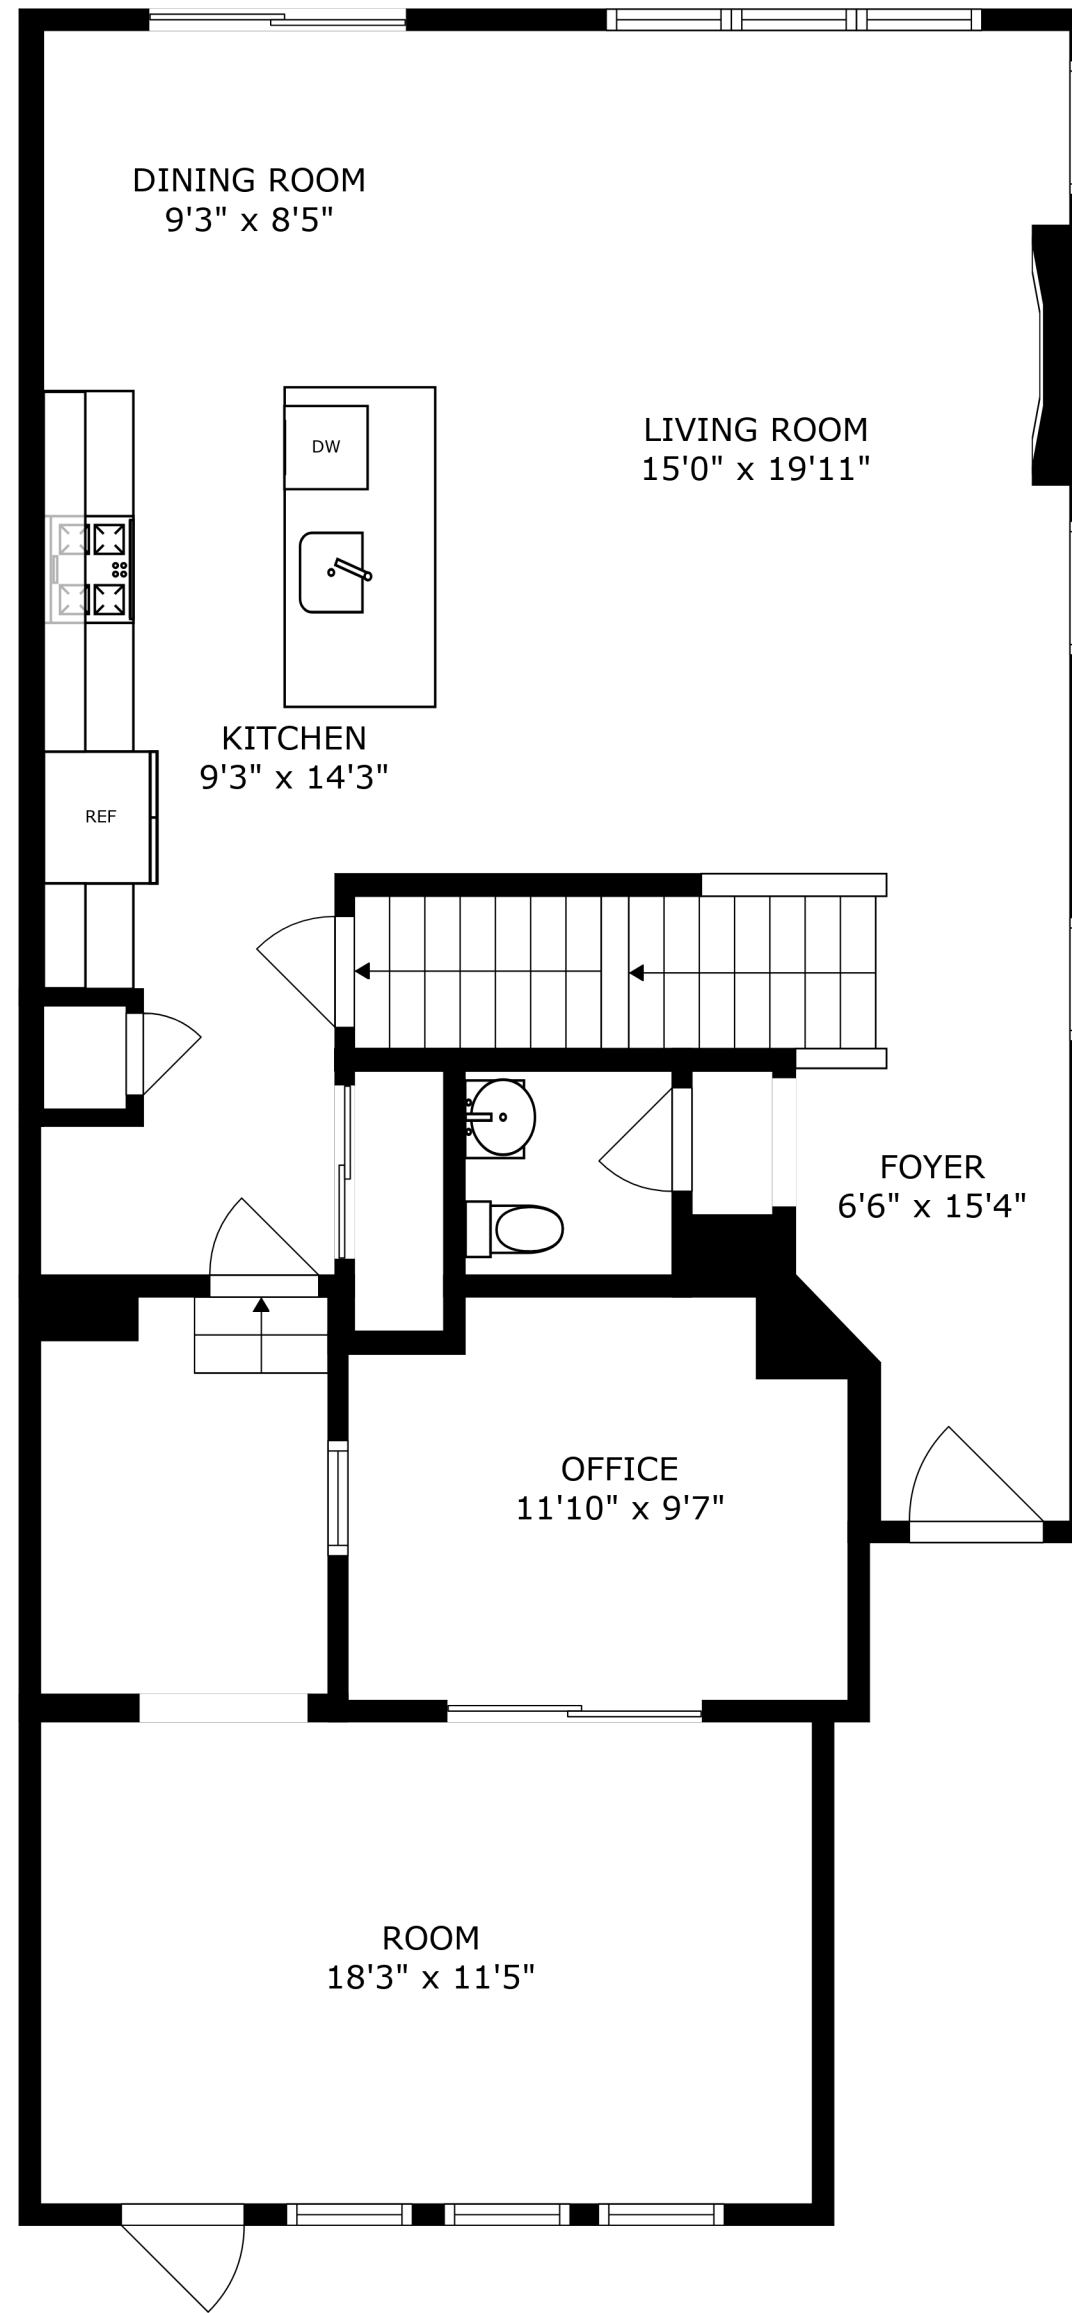 DINING ROOM
9'3" x 8'5"
LIVING ROOM
15'0" x 19'11"
DW
KITCHEN
9'3" x 14'3"
REF
FOYER
6'6" x 15'4"
OFFICE
11'10" x 9'7"
ROOM
18'3" x 11'5"